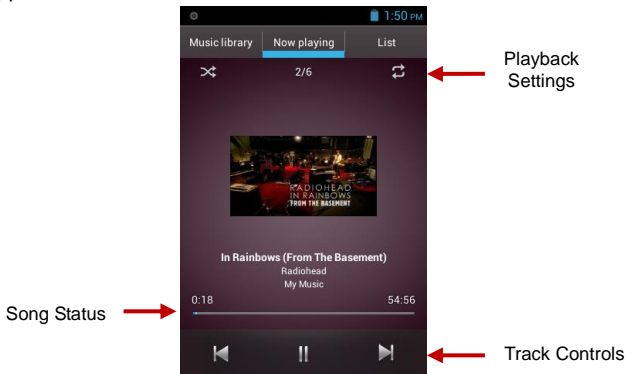 1:50 PM
Music library
Now playing
List
2/6
Playback
Settings
RADIOHEAD
IN RAINBOWS
FROM THE BASEMENT
In Rainbows (From The Basement)
Radiohead
My Music
0:18
54:56
Song Status
Track Controls